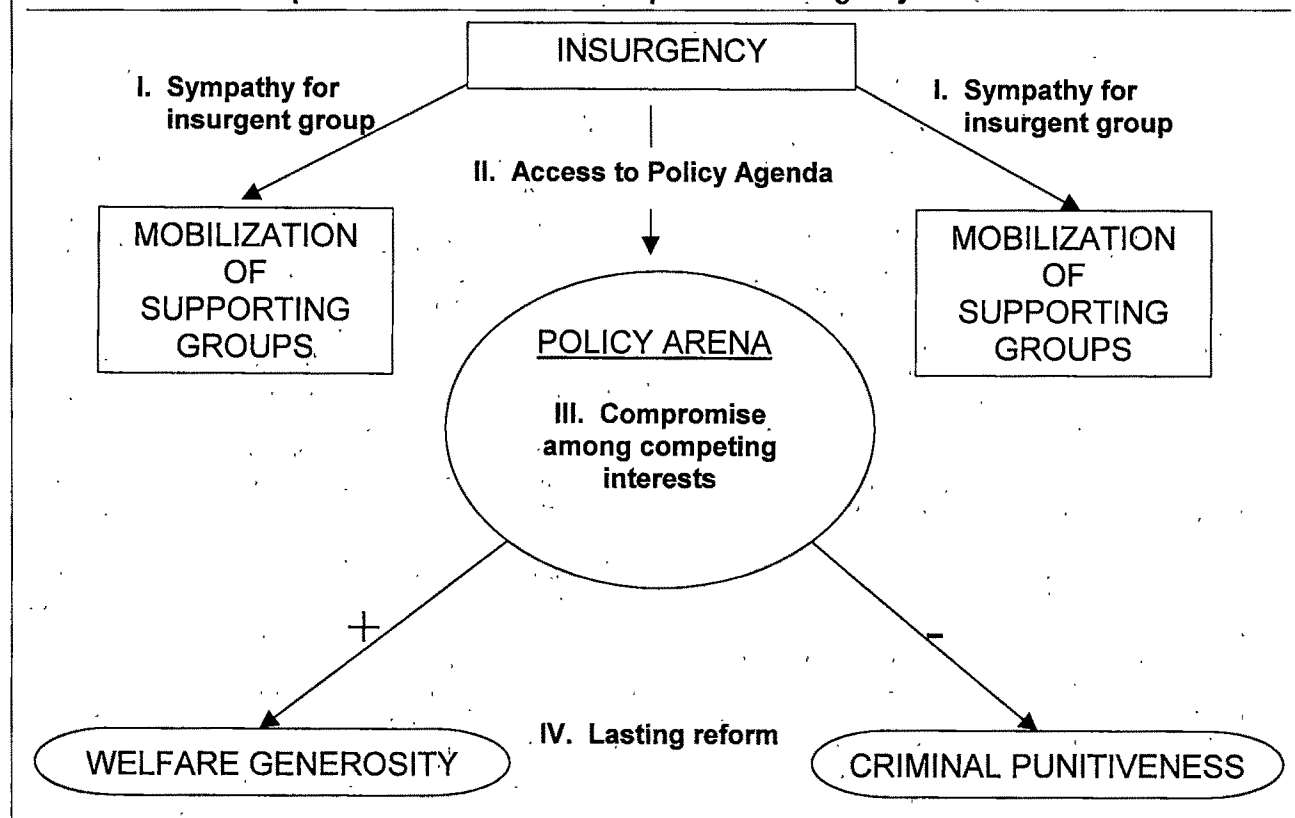 INSURGENCY
I. Sympathy for
insurgent group
I. Sympathy for
insurgent group
II. Access to Policy Agenda
MOBILIZATION
OF
SUPPORTING
GROUPS
MOBILIZATION
OF
SUPPORTING
GROUPS
POLICY ARENA
III. Compromise
among competing
interests
+
-
IV. Lasting reform
WELFARE GENEROSITY
CRIMINAL PUNITIVENESS